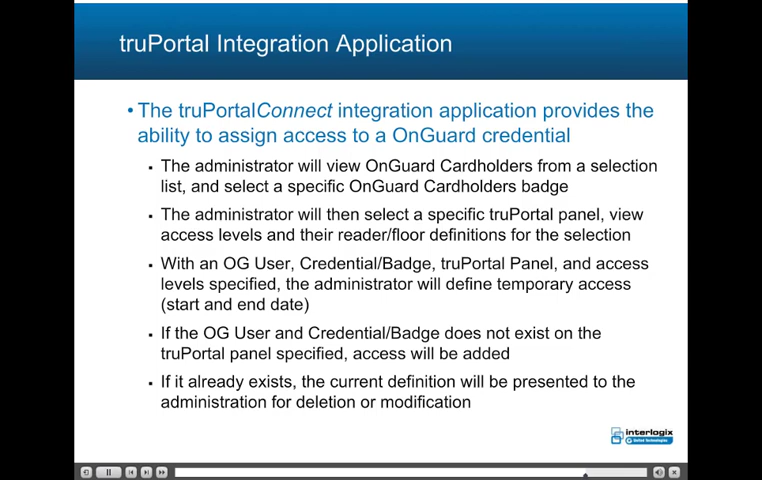 truPortal Integration Application
• The truPortalConnect integration application provides the
ability to assign access to a OnGuard credential
▪ The administrator will view OnGuard Cardholders from a selection
list, and select a specific OnGuard Cardholders badge
▪ The administrator will then select a specific truPortal panel, view
access levels and their reader/floor definitions for the selection
▪ With an OG User, Credential/Badge, truPortal Panel, and access
levels specified, the administrator will define temporary access
(start and end date)
▪ If the OG User and Credential/Badge does not exist on the
truPortal panel specified, access will be added
▪ If it already exists, the current definition will be presented to the
administration for deletion or modification
interlogix
United Technologies